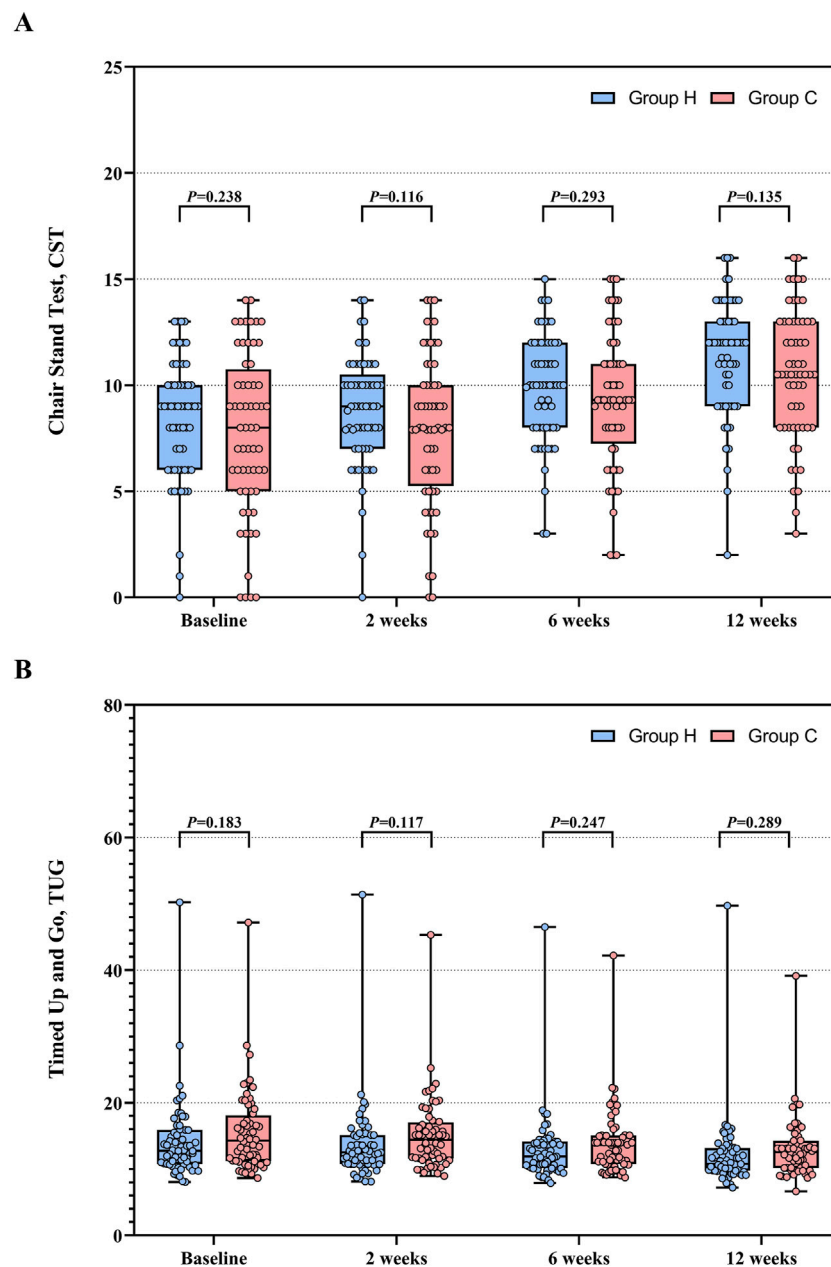 A
25
Group H Group C
20
P=0.238 P=0.116 P=0.293 P=0.135
15
Chair Stand Test, CST
10
5
0
Baseline 2 weeks 6 weeks 12 weeks
B
80
Group H Group C
P=0.183 P=0.117 P=0.247 P=0.289
60
Timed Up and Go, TUG
40
20
0
Baseline 2 weeks 6 weeks 12 weeks